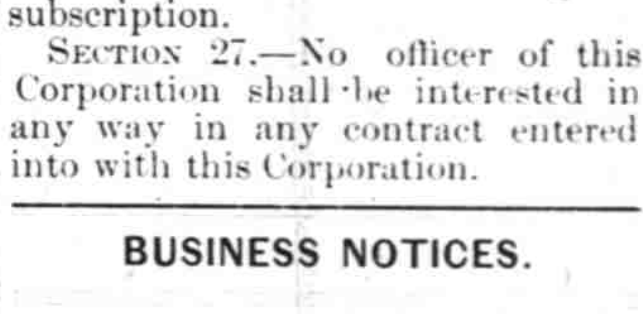 subscription.
SECTION 27.—No officer of this
Corporation shall be interested in
any way in any contract entered
into with this Corporation.
BUSINESS NOTICES.